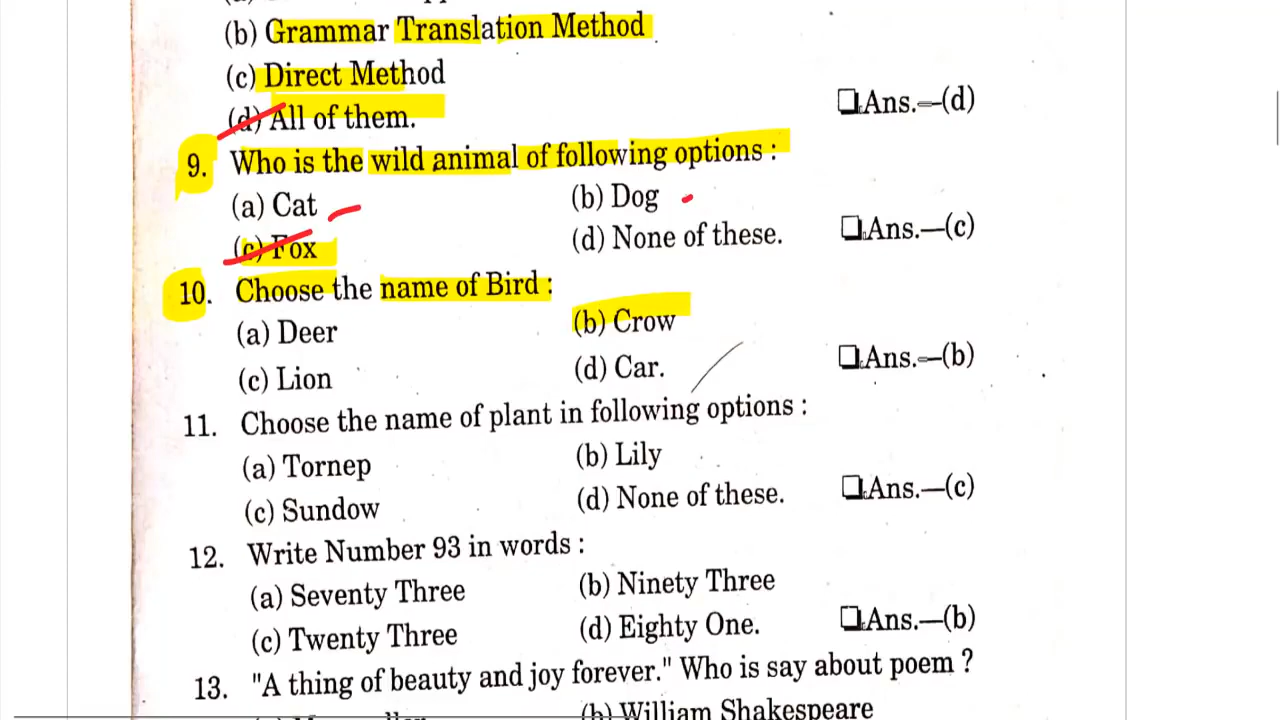 (b) Grammar Translation Method
(c) Direct Method
(d) All of them. ❑Ans.—(d)
9. Who is the wild animal of following options :
(a) Cat (b) Dog
(c) Fox (d) None of these. ❑Ans.—(c)
10. Choose the name of Bird :
(a) Deer (b) Crow
(c) Lion (d) Car. ❑Ans.—(b)
11. Choose the name of plant in following options :
(a) Tornep (b) Lily
(c) Sundow (d) None of these. ❑Ans.—(c)
12. Write Number 93 in words :
(a) Seventy Three (b) Ninety Three
(c) Twenty Three (d) Eighty One. ❑Ans.—(b)
13. "A thing of beauty and joy forever." Who is say about poem ?
(b) William Shakespeare